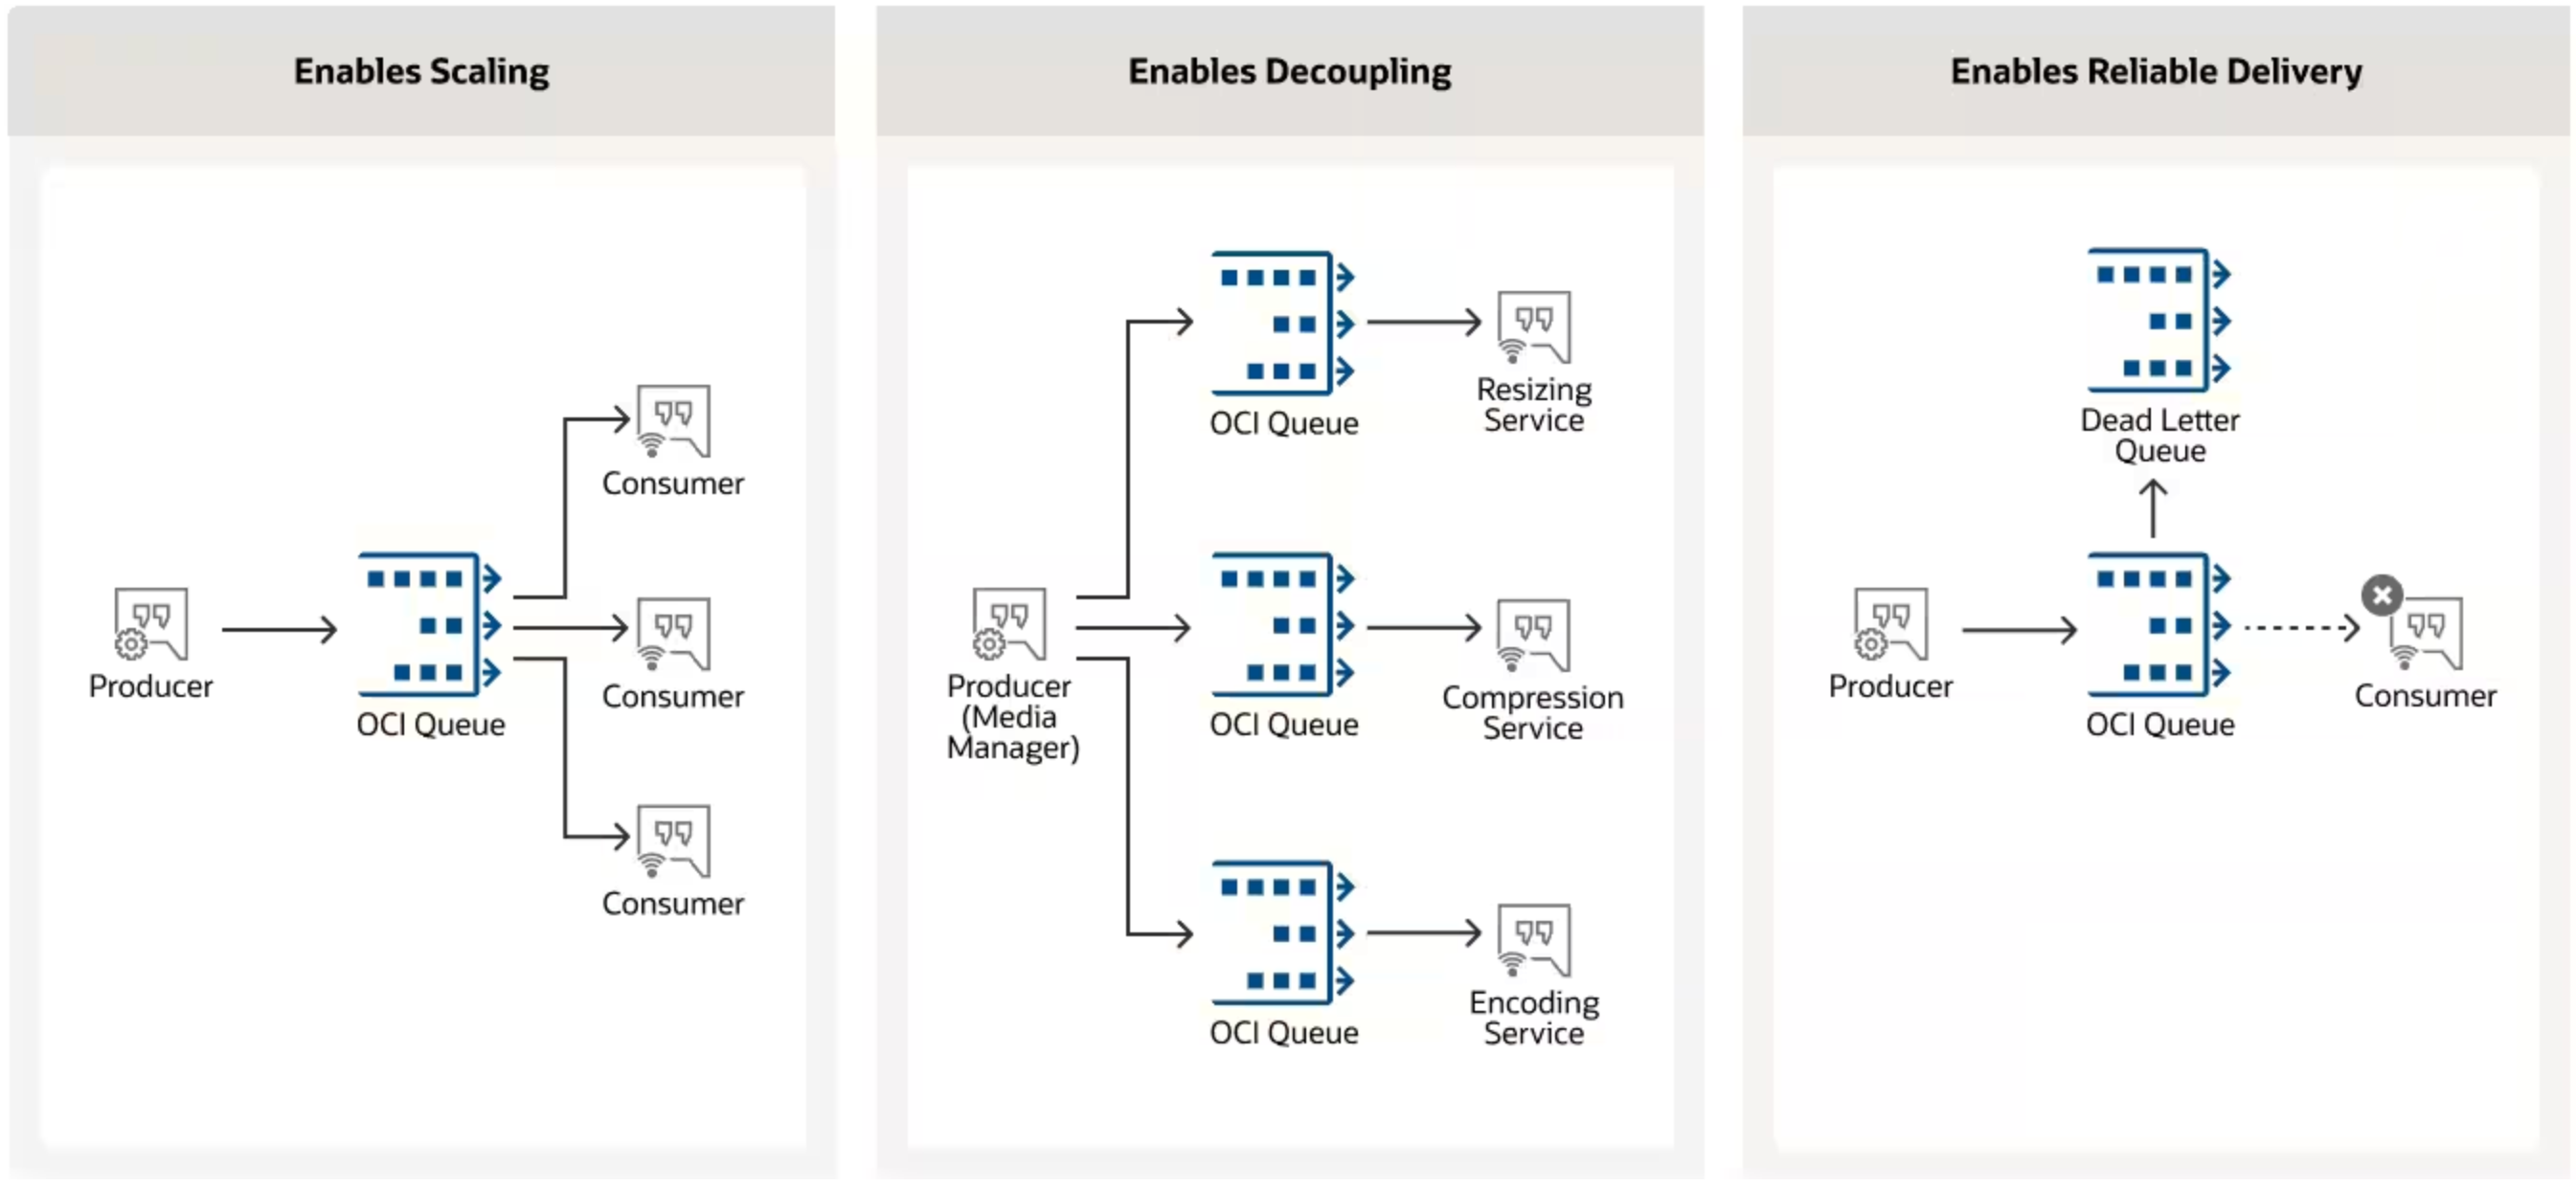 Enables Scaling
Consumer
Producer
OCI Queue
Consumer
Consumer
Enables Decoupling
OCI Queue
Resizing
Service
Producer
(Media
Manager)
OCI Queue
Compression
Service
OCI Queue
Encoding
Service
Enables Reliable Delivery
Dead Letter
Queue
Producer
OCI Queue
Consumer